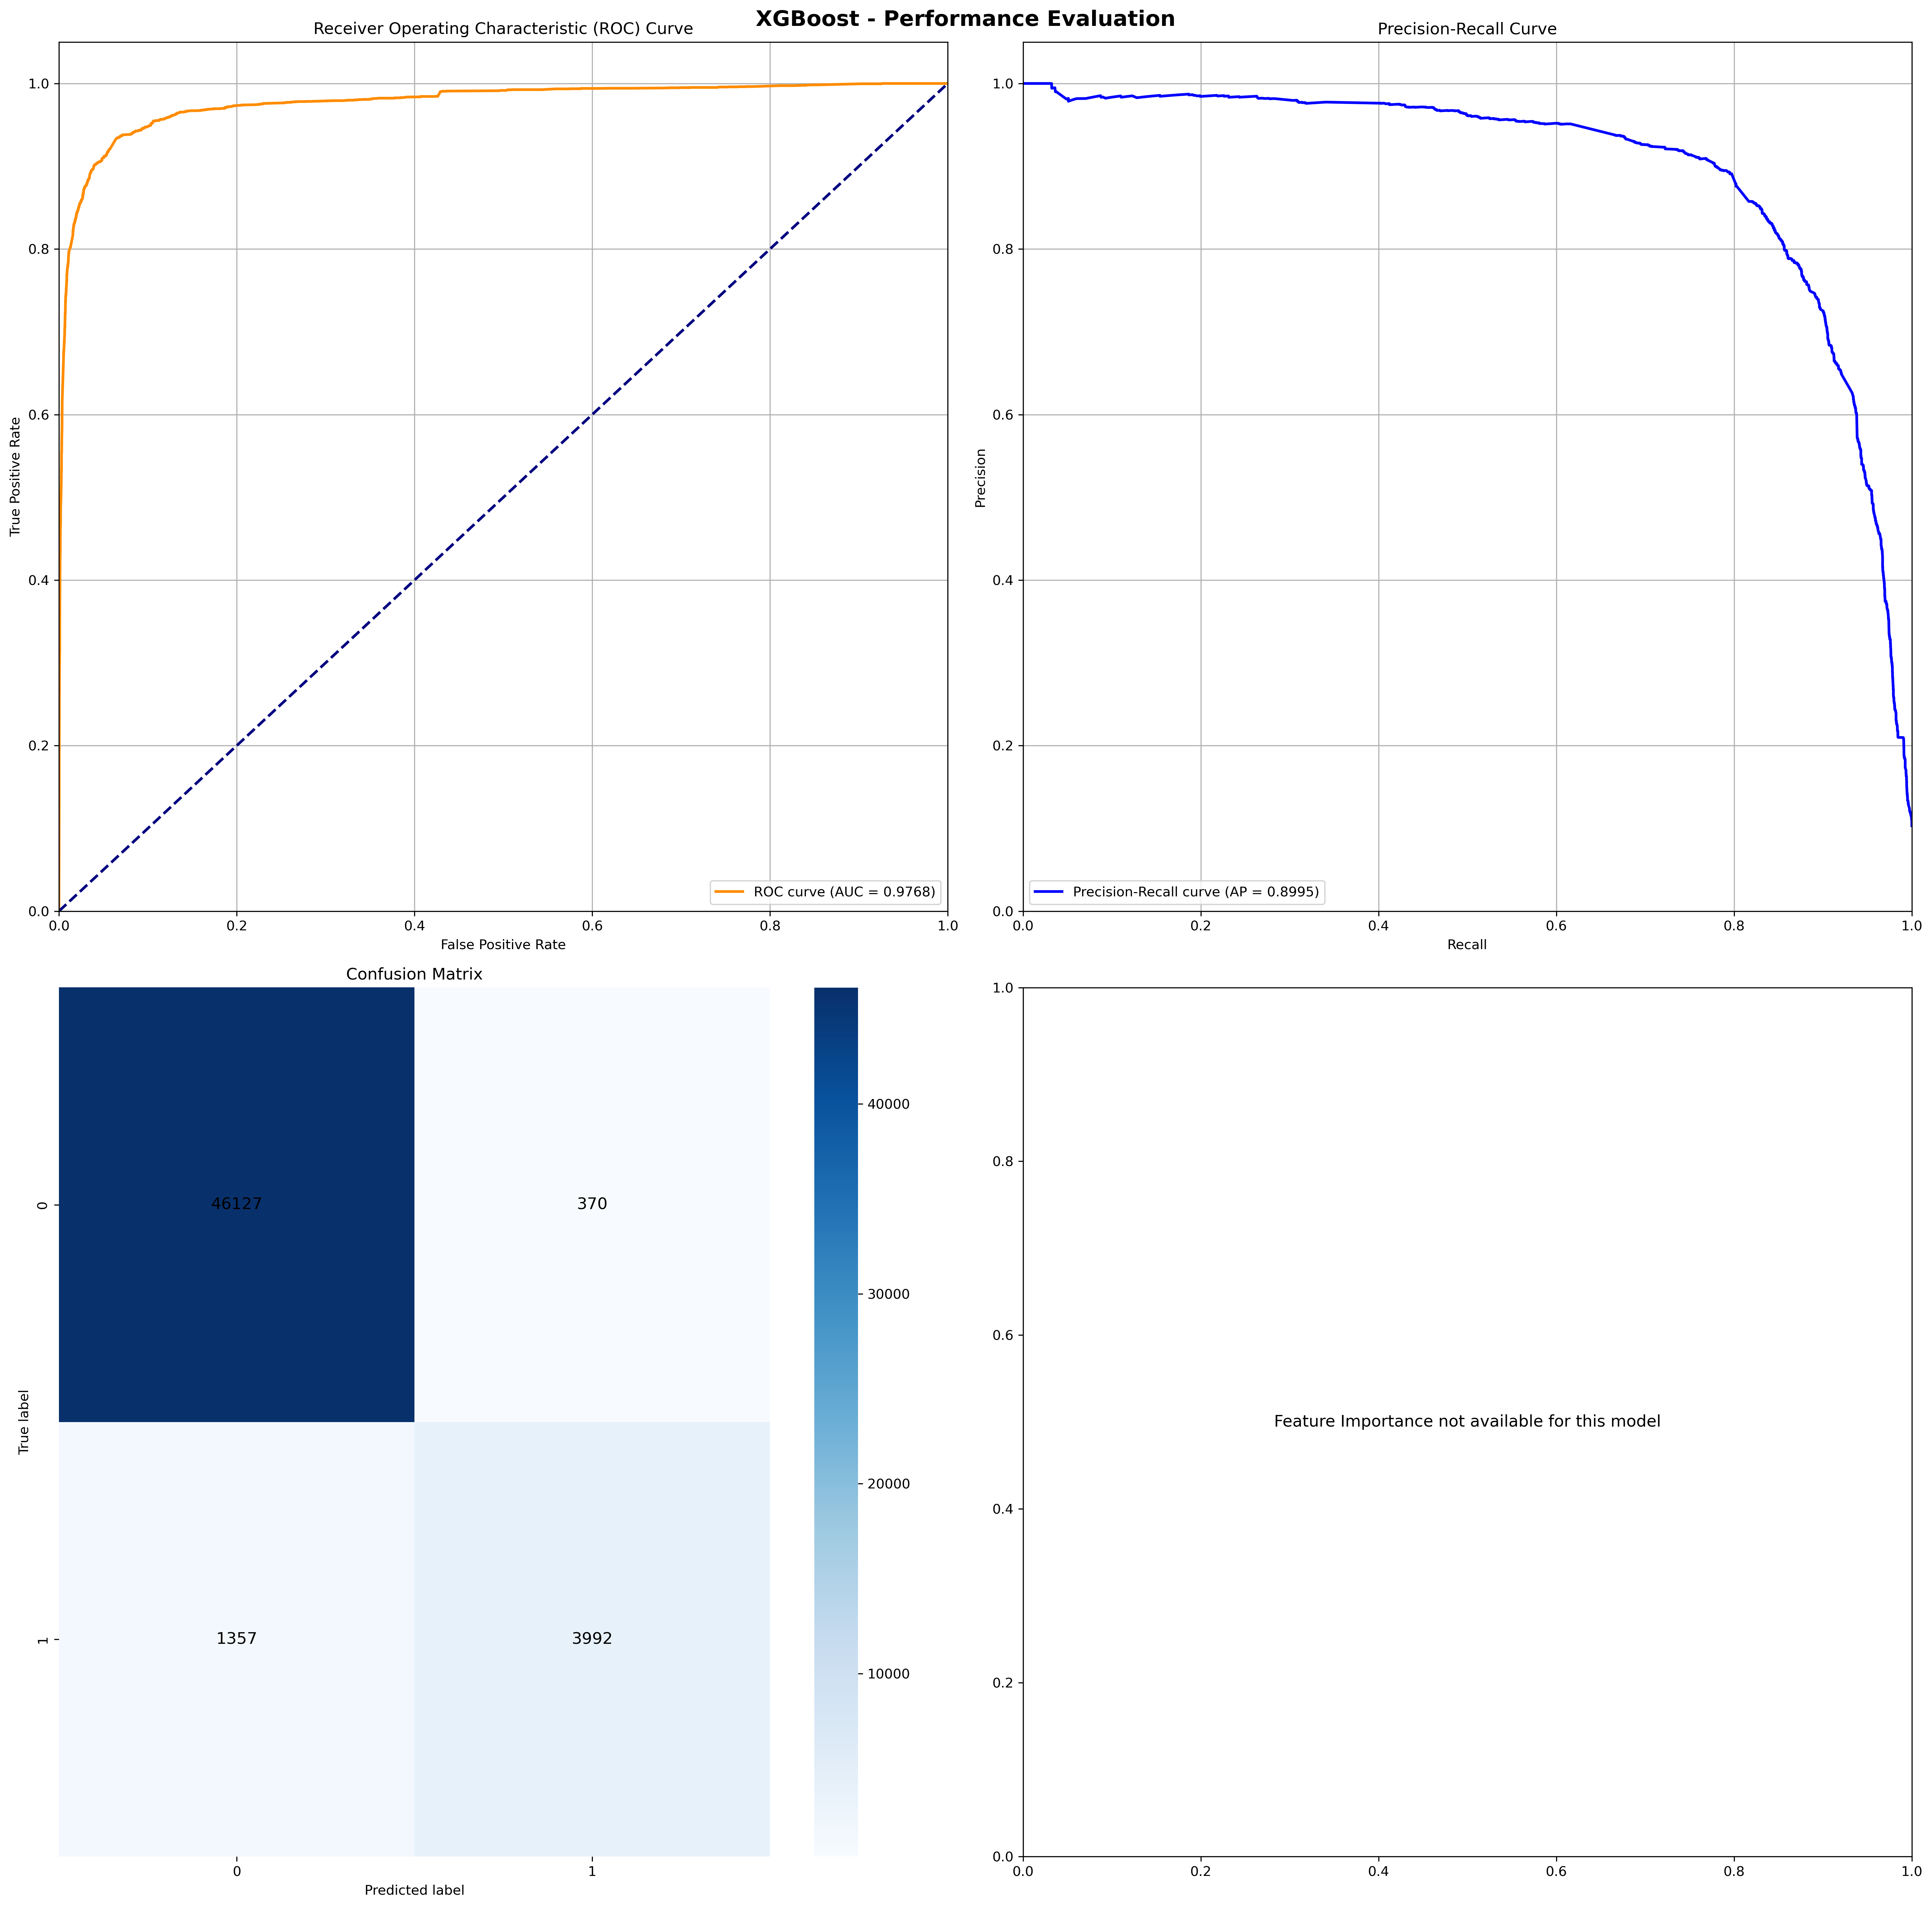 XGBoost - Performance Evaluation
Receiver Operating Characteristic (ROC) Curve
1.0
0.8
0.6
0.4
0.2
0.0
True Positive Rate
0.0 0.2 0.4 0.6 0.8 1.0
False Positive Rate
ROC curve (AUC = 0.9768)
Precision-Recall Curve
1.0
0.8
0.6
0.4
0.2
0.0
Precision
0.0 0.2 0.4 0.6 0.8 1.0
Recall
Precision-Recall curve (AP = 0.8995)
Confusion Matrix
0
1
True label
46127 370
1357 3992
0 1
Predicted label
40000
30000
20000
10000
1.0
0.8
0.6
0.4
0.2
0.0
Feature Importance not available for this model
0.0 0.2 0.4 0.6 0.8 1.0